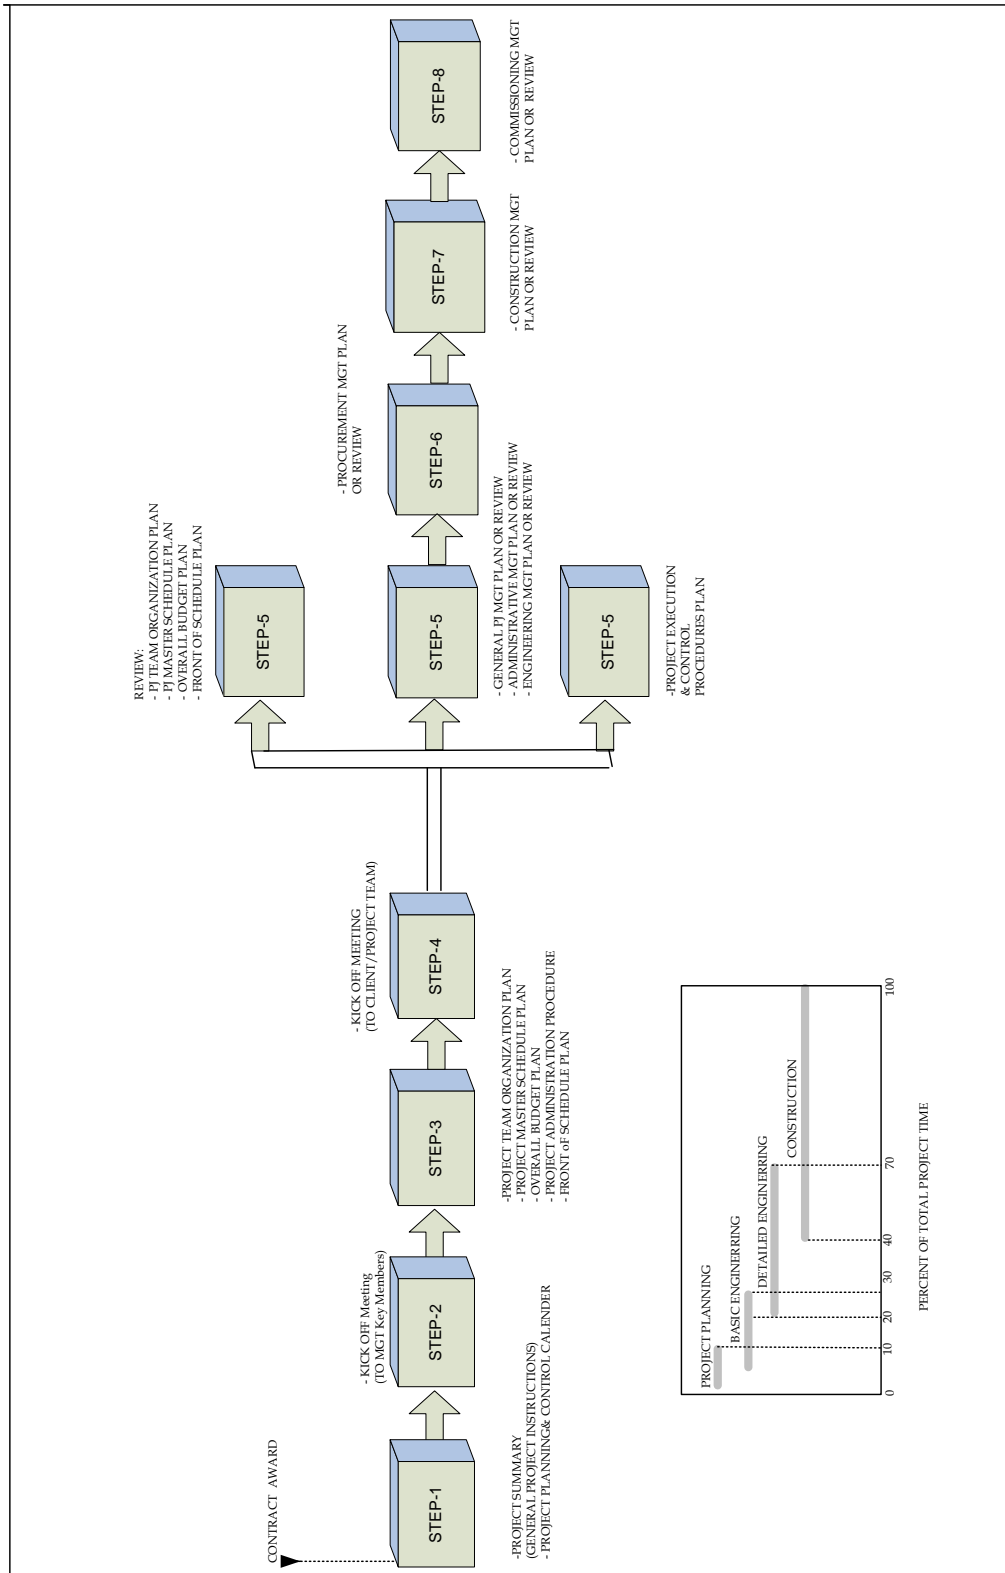 CONTRACT AWARD
STEP-1
-PROJECT SUMMARY
(GENERAL PROJECT INSTRUCTIONS)
- PROJECT PLANNING& CONTROL CALENDER
- KICK OFF Meeting
(TO MGT Key Members)
STEP-2
STEP-3
-PROJECT TEAM ORGANIZATION PLAN
- PROJECT MASTER SCHEDULE PLAN
- OVERALL BUDGET PLAN
- PROJECT ADMINISTRATION PROCEDURE
- FRONT oF SCHEDULE PLAN
- KICK OFF MEETING
(TO CLIENT/PROJECT TEAM)
STEP-4
REVIEW:
- PJ TEAM ORGANIZATION PLAN
- PJ MASTER SCHEDULE PLAN
- OVERALL BUDGET PLAN
- FRONT OF SCHEDULE PLAN
STEP-5
STEP-5
- GENERAL PJ MGT PLAN OR REVIEW
- ADMINISTRATIVE MGT PLAN OR REVIEW
- ENGINEERING MGT PLAN OR REVIEW
STEP-5
-PROJECT EXECUTION
& CONTROL
PROCEDURES PLAN
- PROCUREMENT MGT PLAN
OR REVIEW
STEP-6
STEP-7
- CONSTRUCTION MGT
PLAN OR REVIEW
STEP-8
- COMMISSIONING MGT
PLAN OR REVIEW
PROJECT PLANNING
BASIC ENGINERRING
DETAILED ENGINERRING
CONSTRUCTION
0 10 20 30 40 70 100
PERCENT OF TOTAL PROJECT TIME